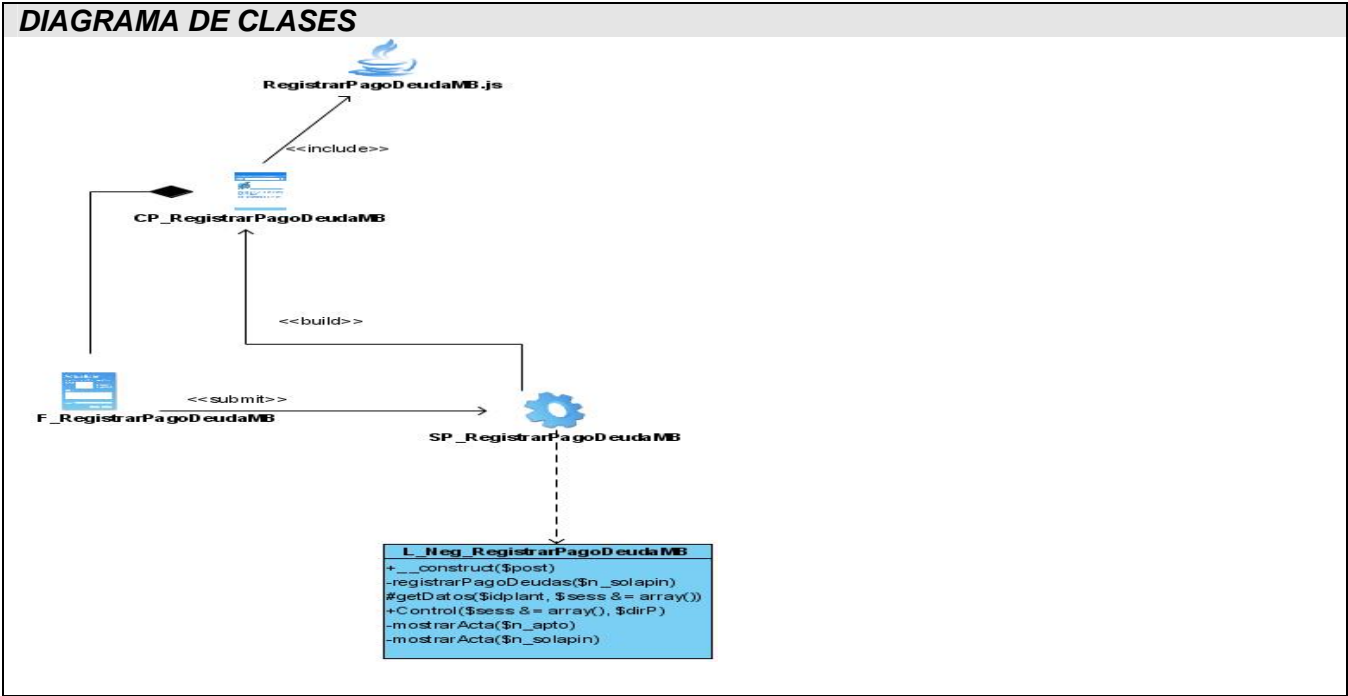 DIAGRAMA DE CLASES
RegistrarPagoDeudaMB.js
<<include>>
CP_RegistrarPagoDeudaMB
<<build>>
<<submit>>
F_RegistrarPagoDeudaMB
SP_RegistrarPagoDeudaMB
L_Neg_RegistrarPagoDeudaMB
+__construct($post)
-registrarPagoDeudas($n_solapin)
#getDatos($idplant, $sess &= array())
+Control($sess &= array(), $dirP)
-mostrarActa($n_apto)
-mostrarActa($n_solapin)